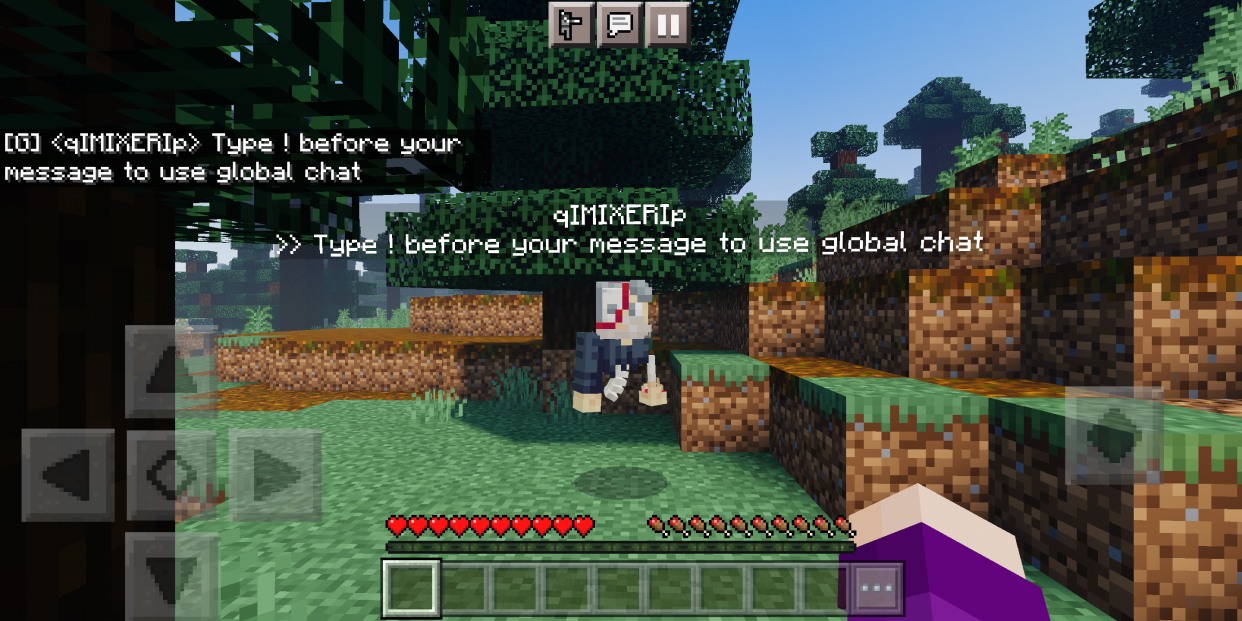 [G] <qIMIXERIp> Type ! before your
message to use global chat
qIMIXERIp
>> Type ! before your message to use global chat